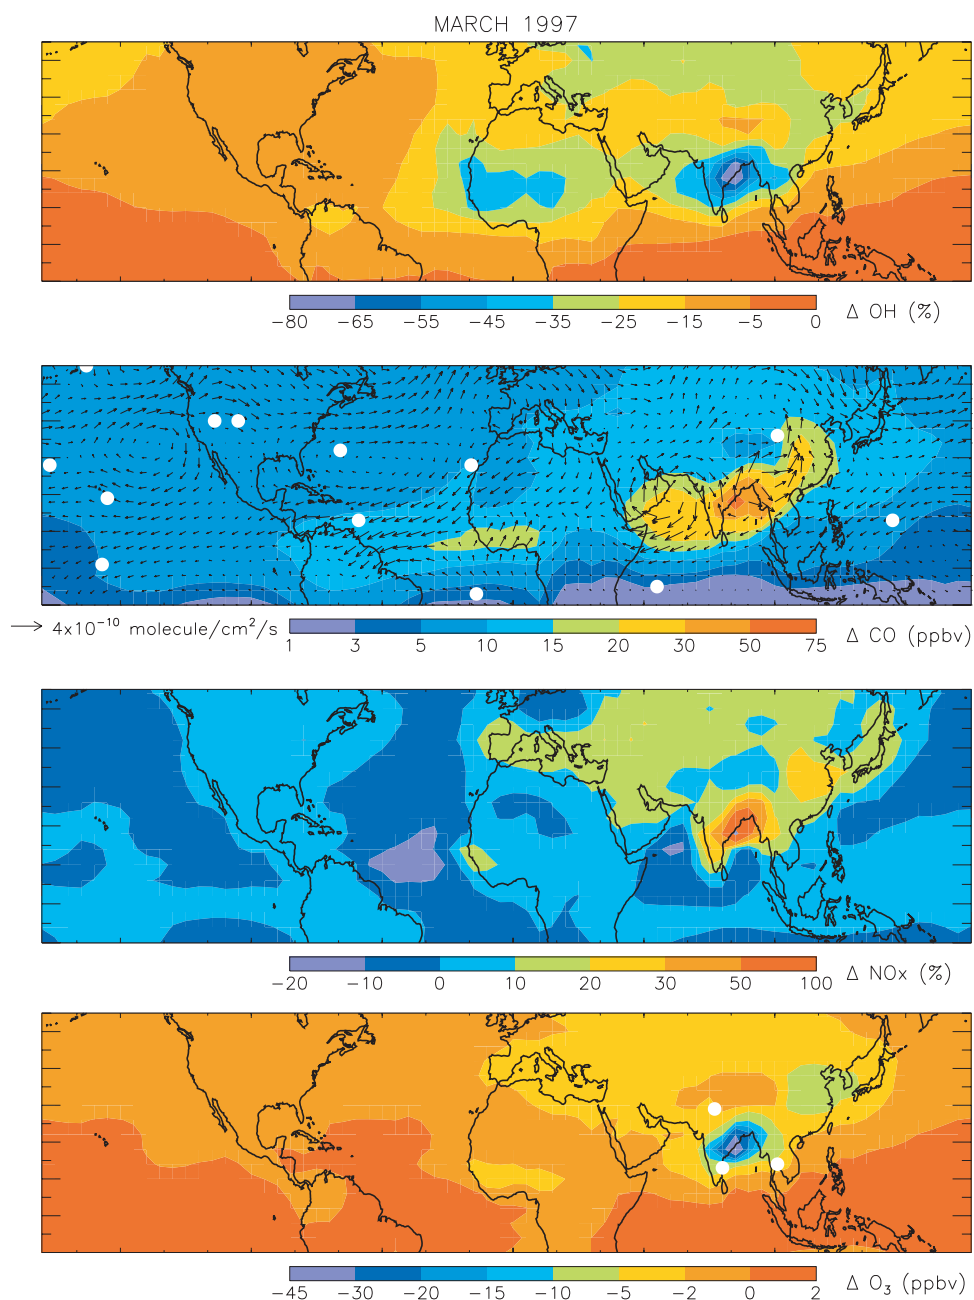 MARCH 1997
−80 −65 −55 −45 −35 −25 −15 −5 0 Δ OH (%)
4x10⁻¹⁰ molecule/cm²/s 1 3 5 10 15 20 30 50 75 Δ CO (ppbv)
−20 −10 0 10 20 30 50 100 Δ NOx (%)
−45 −30 −20 −15 −10 −5 −2 0 2 Δ O₃ (ppbv)